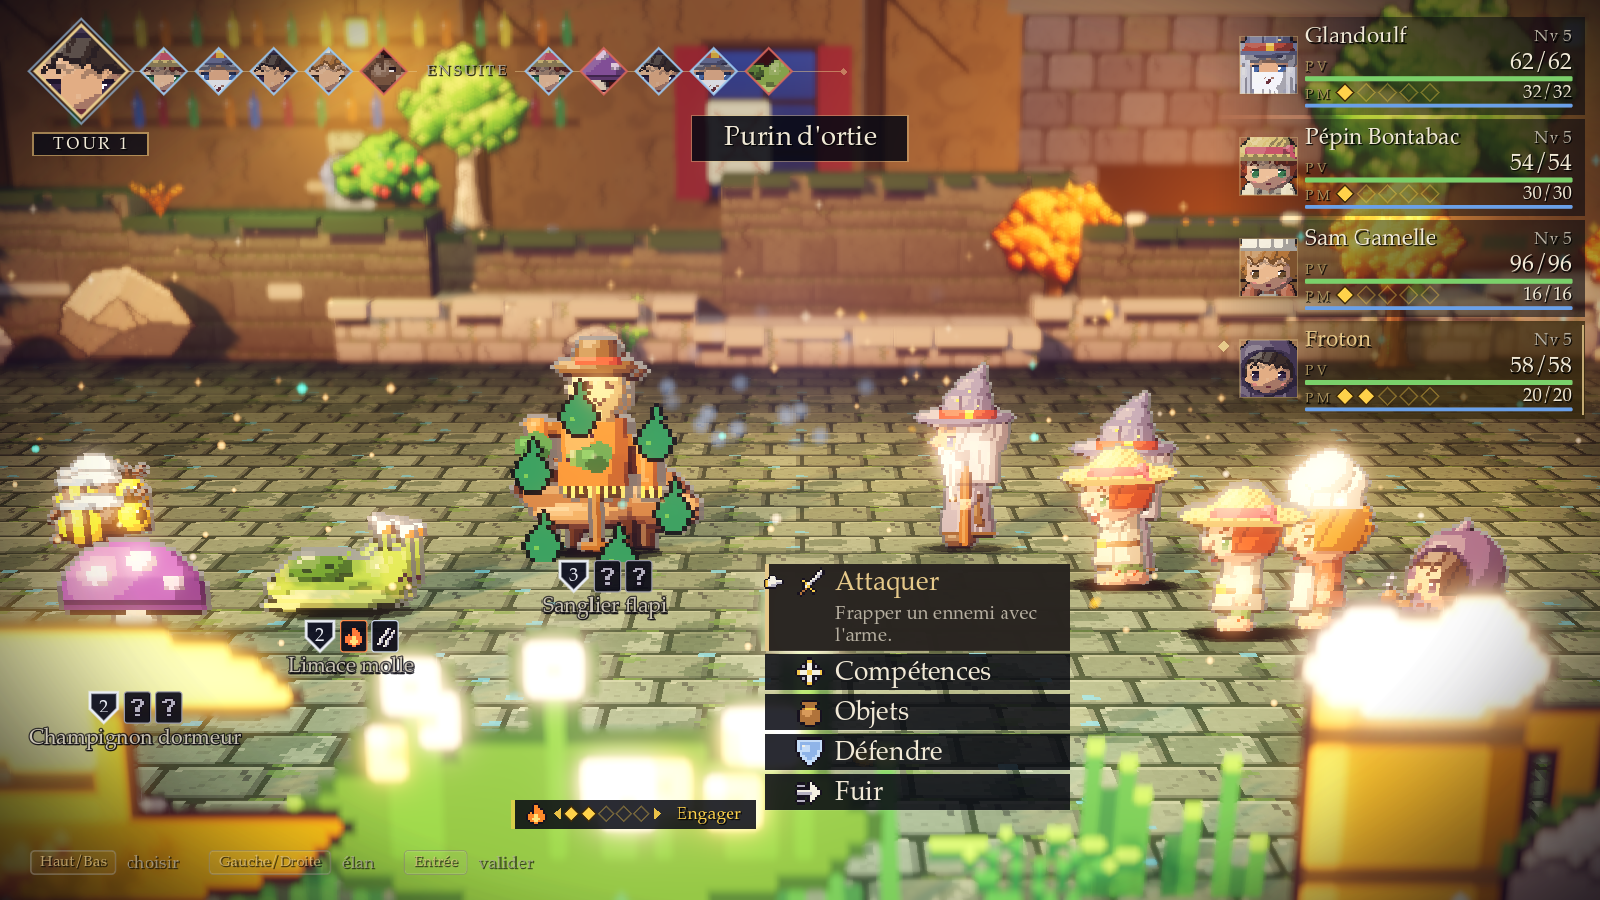 ENSUITE
TOUR 1
Purin d'ortie
Glandoulf Nv 5
PV 62/62
PM 32/32
Pépin Bontabac Nv 5
PV 54/54
PM 30/30
Sam Gamelle Nv 5
PV 96/96
PM 16/16
Froton Nv 5
PV 58/58
PM 20/20
3 ? ?
Sanglier flapi
2
Limace molle
2 ? ?
Champignon dormeur
Attaquer
Frapper un ennemi avec
l'arme.
Compétences
Objets
Défendre
Fuir
Engager
Haut/Bas choisir Gauche/Droite élan Entrée valider